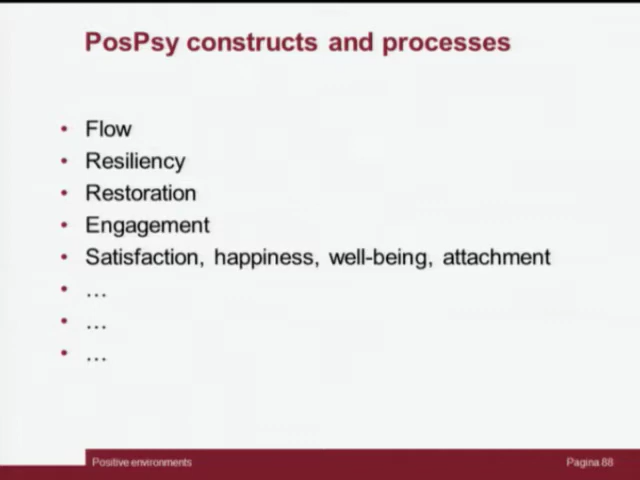 PosPsy constructs and processes
• Flow
• Resiliency
• Restoration
• Engagement
• Satisfaction, happiness, well-being, attachment
• …
• …
• …
Positive environments
Pagina 88